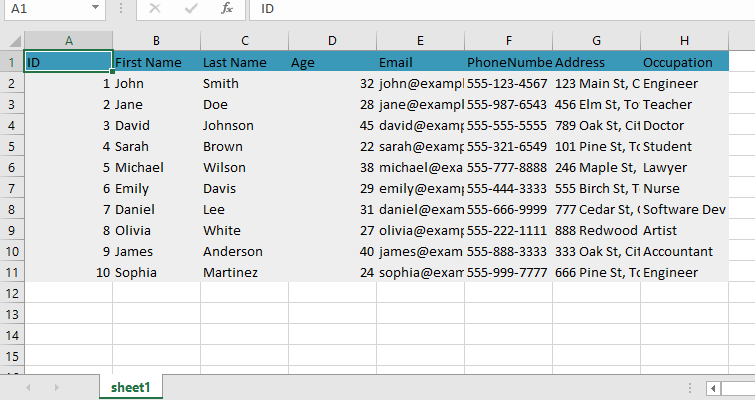 A1 fx ID
A B C D E F G H
1 ID First Name Last Name Age Email PhoneNumbe Address Occupation
2 1 John Smith 32 john@exampl 555-123-4567 123 Main St, C Engineer
3 2 Jane Doe 28 jane@exampl 555-987-6543 456 Elm St, To Teacher
4 3 David Johnson 45 david@examp 555-555-5555 789 Oak St, Cit Doctor
5 4 Sarah Brown 22 sarah@examp 555-321-6549 101 Pine St, To Student
6 5 Michael Wilson 38 michael@exa 555-777-8888 246 Maple St, Lawyer
7 6 Emily Davis 29 emily@examp 555-444-3333 555 Birch St, T Nurse
8 7 Daniel Lee 31 daniel@exam 555-666-9999 777 Cedar St, Software Dev
9 8 Olivia White 27 olivia@examp 555-222-1111 888 Redwood Artist
10 9 James Anderson 40 james@exam 555-888-3333 333 Oak St, Cit Accountant
11 10 Sophia Martinez 24 sophia@exam 555-999-7777 666 Pine St, To Engineer
12
13
14
15
sheet1